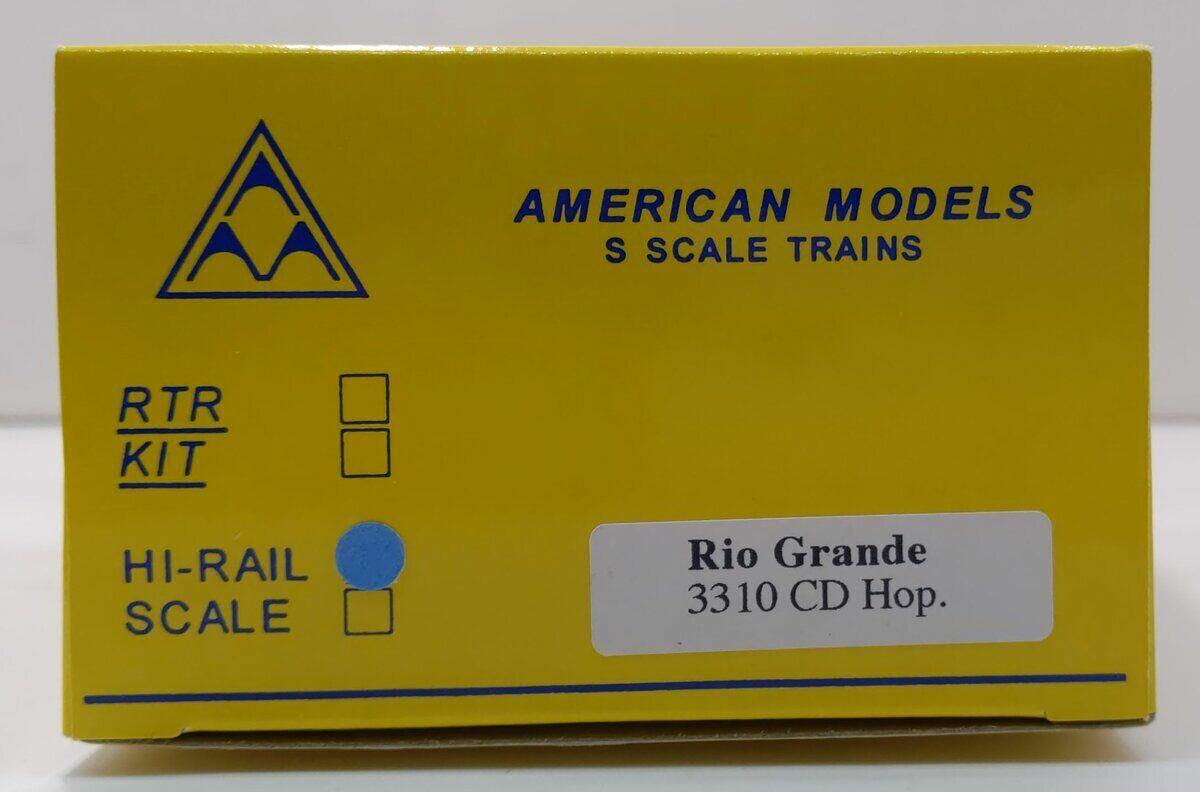 AMERICAN MODELS
S SCALE TRAINS
RTR
KIT
HI-RAIL
SCALE
Rio Grande
3310 CD Hop.